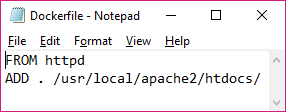 Dockerfile - Notepad
File Edit Format View Help
FROM httpd
ADD . /usr/local/apache2/htdocs/